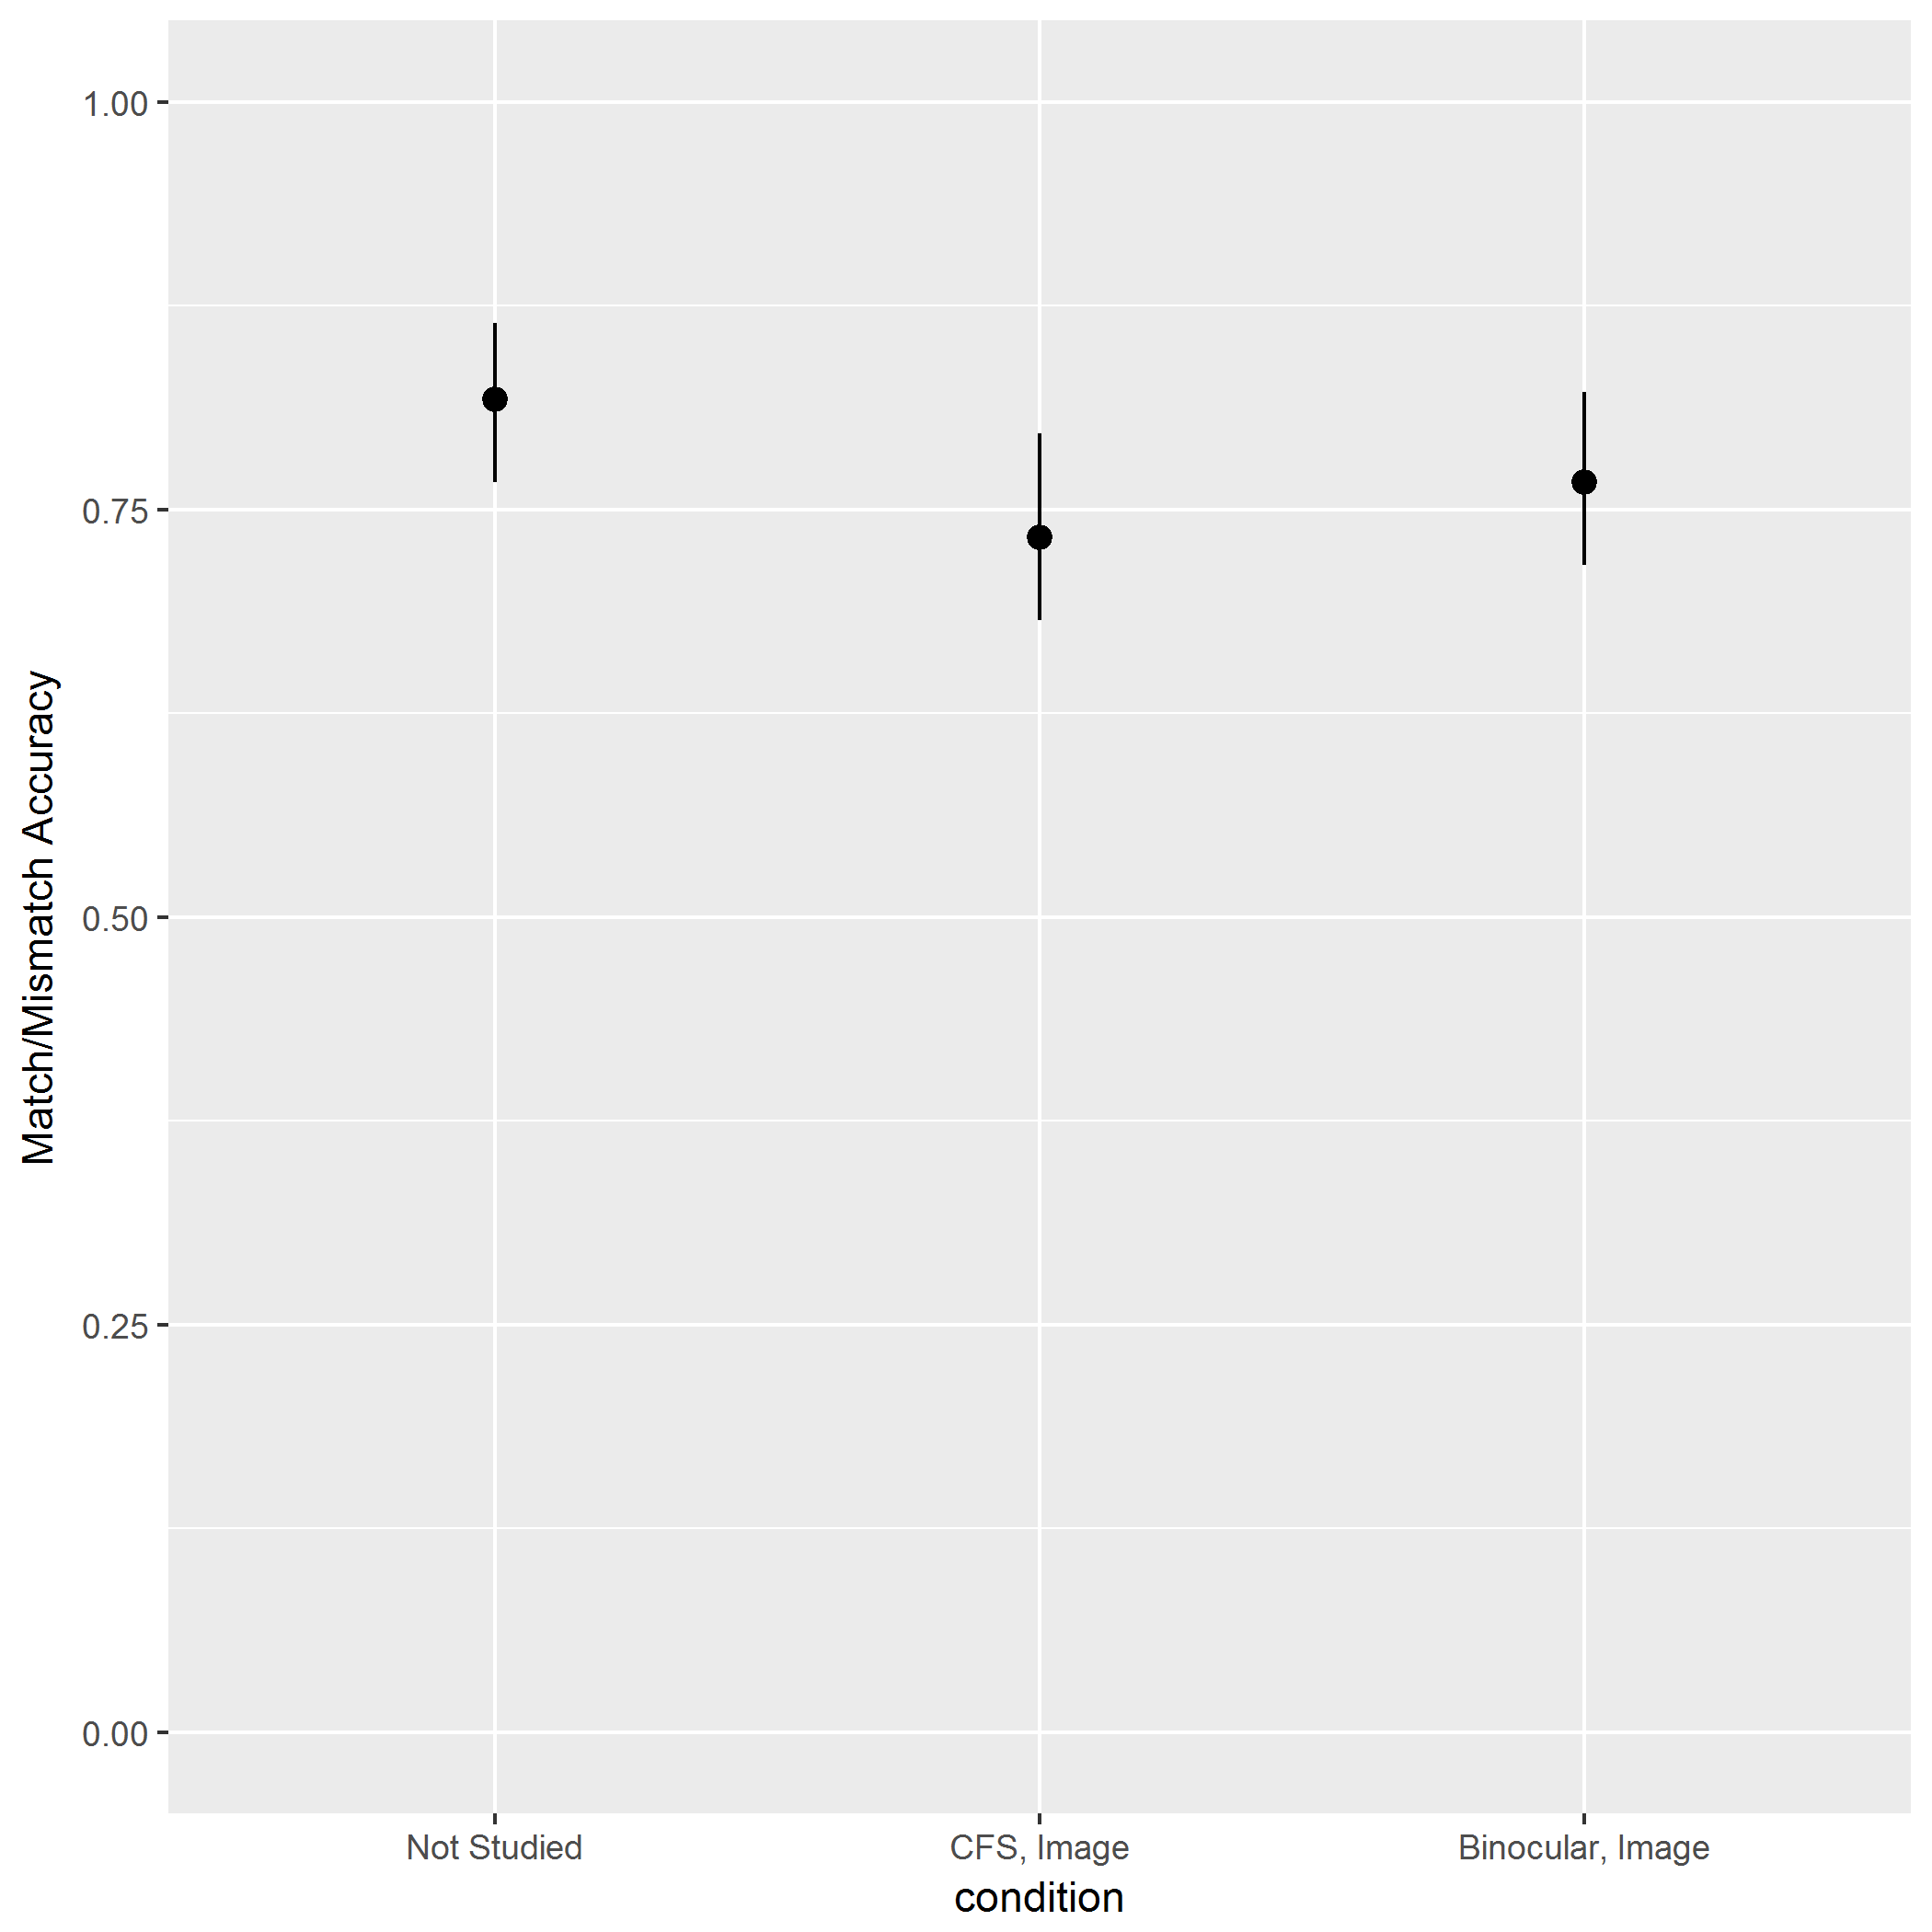 Match/Mismatch Accuracy
1.00
0.75
0.50
0.25
0.00
Not Studied
CFS, Image
Binocular, Image
condition